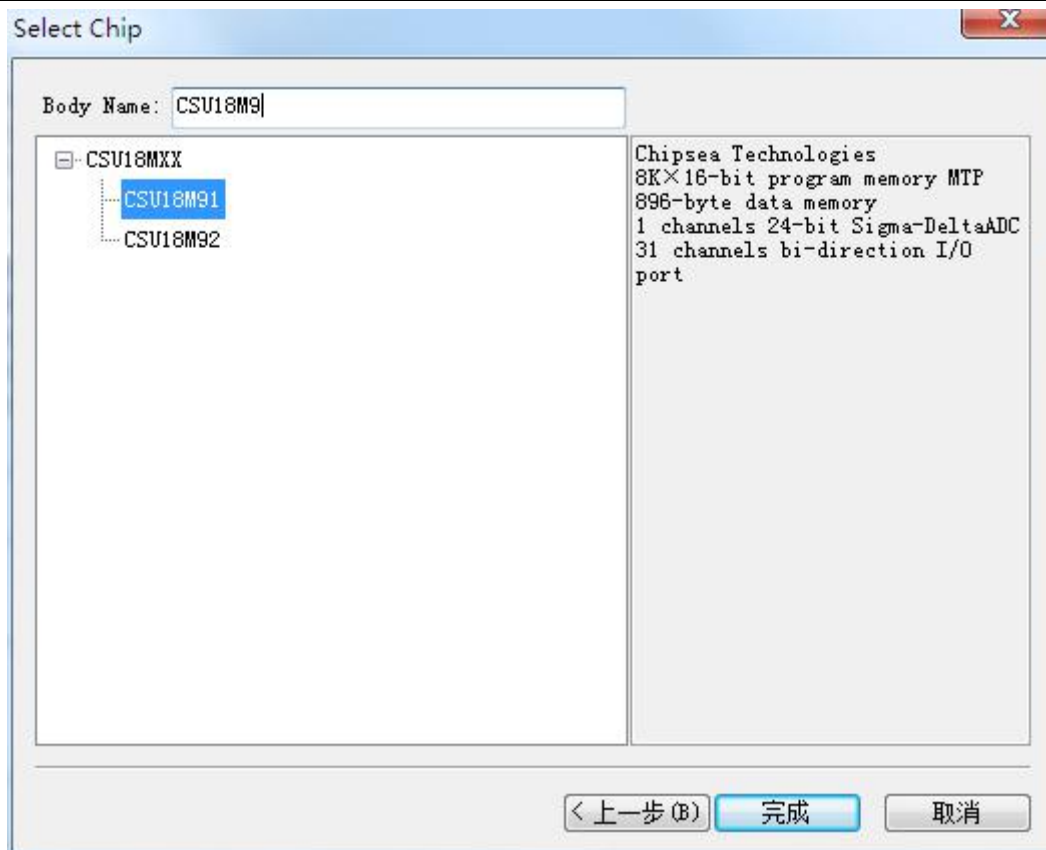 Select Chip
Body Name: CSU18M9
CSU18MXX
CSU18M91
CSU18M92
Chipsea Technologies
8K×16-bit program memory MTP
896-byte data memory
1 channels 24-bit Sigma-DeltaADC
31 channels bi-direction I/O
port
< 上一步(B)
完成
取消